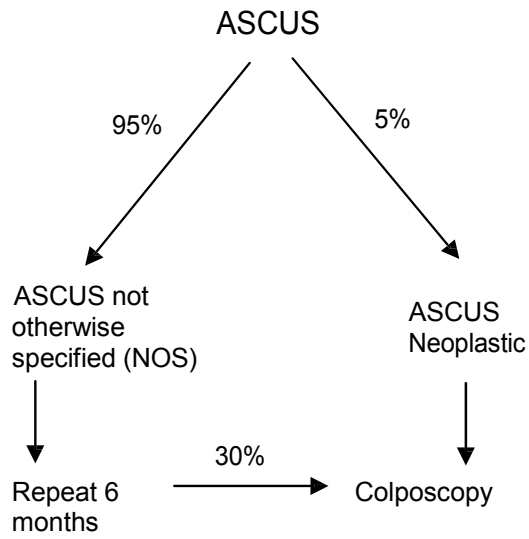 ASCUS
95%
5%
ASCUS not
otherwise
specified (NOS)
ASCUS
Neoplastic
30%
Repeat 6
months
Colposcopy